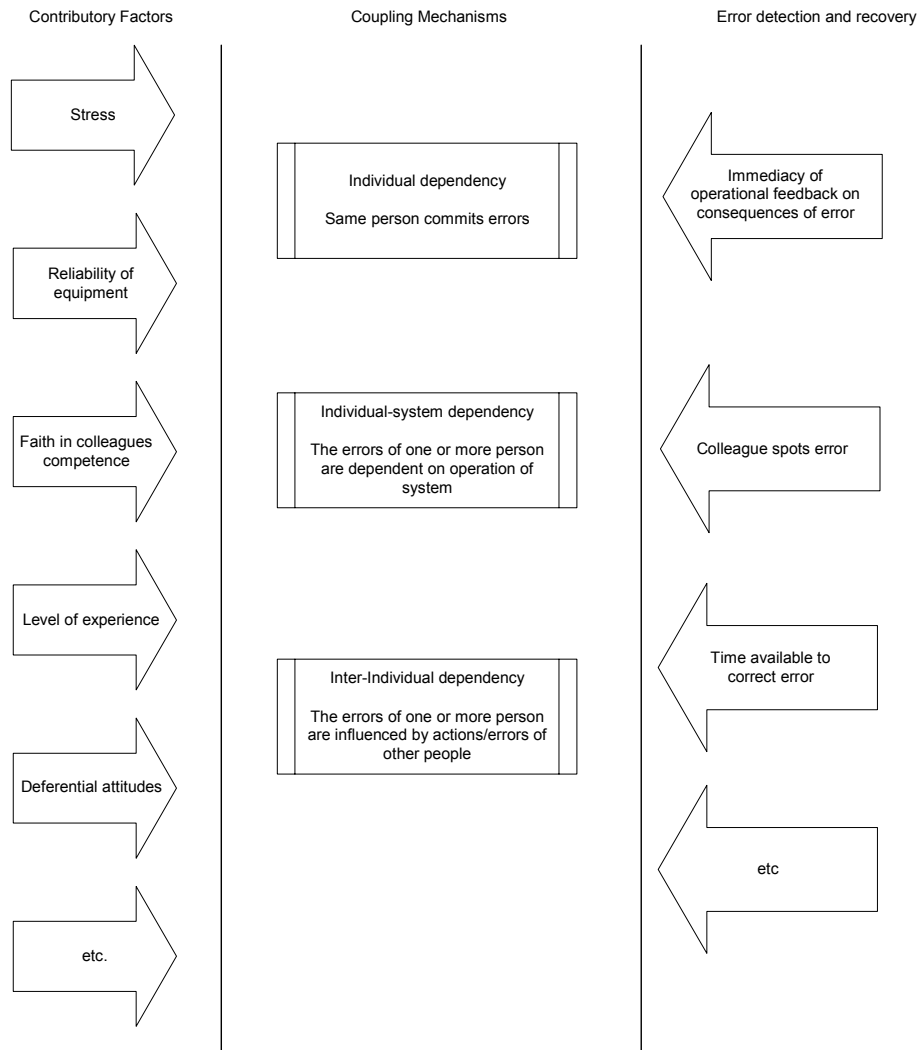 Contributory Factors
Coupling Mechanisms
Error detection and recovery
Stress
Reliability of
equipment
Faith in colleagues
competence
Level of experience
Deferential attitudes
etc.
Individual dependency
Same person commits errors
Individual-system dependency
The errors of one or more person
are dependent on operation of
system
Inter-Individual dependency
The errors of one or more person
are influenced by actions/errors of
other people
Immediacy of
operational feedback on
consequences of error
Colleague spots error
Time available to
correct error
etc